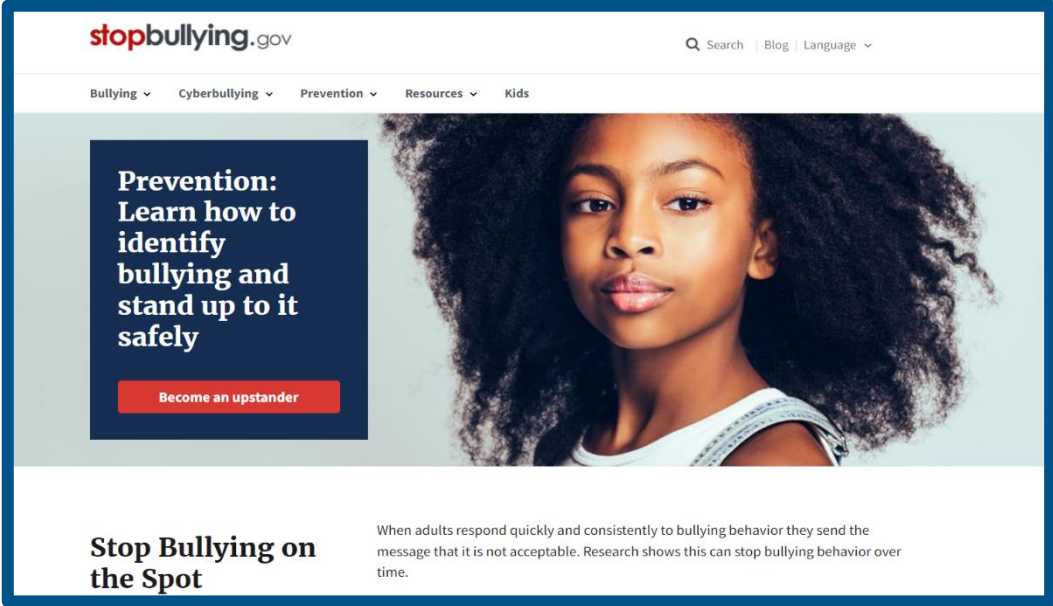 stopbullying.gov
Search | Blog | Language
Bullying Cyberbullying Prevention Resources Kids
Prevention:
Learn how to
identify
bullying and
stand up to it
safely
Become an upstander
Stop Bullying on
the Spot
When adults respond quickly and consistently to bullying behavior they send the
message that it is not acceptable. Research shows this can stop bullying behavior over
time.